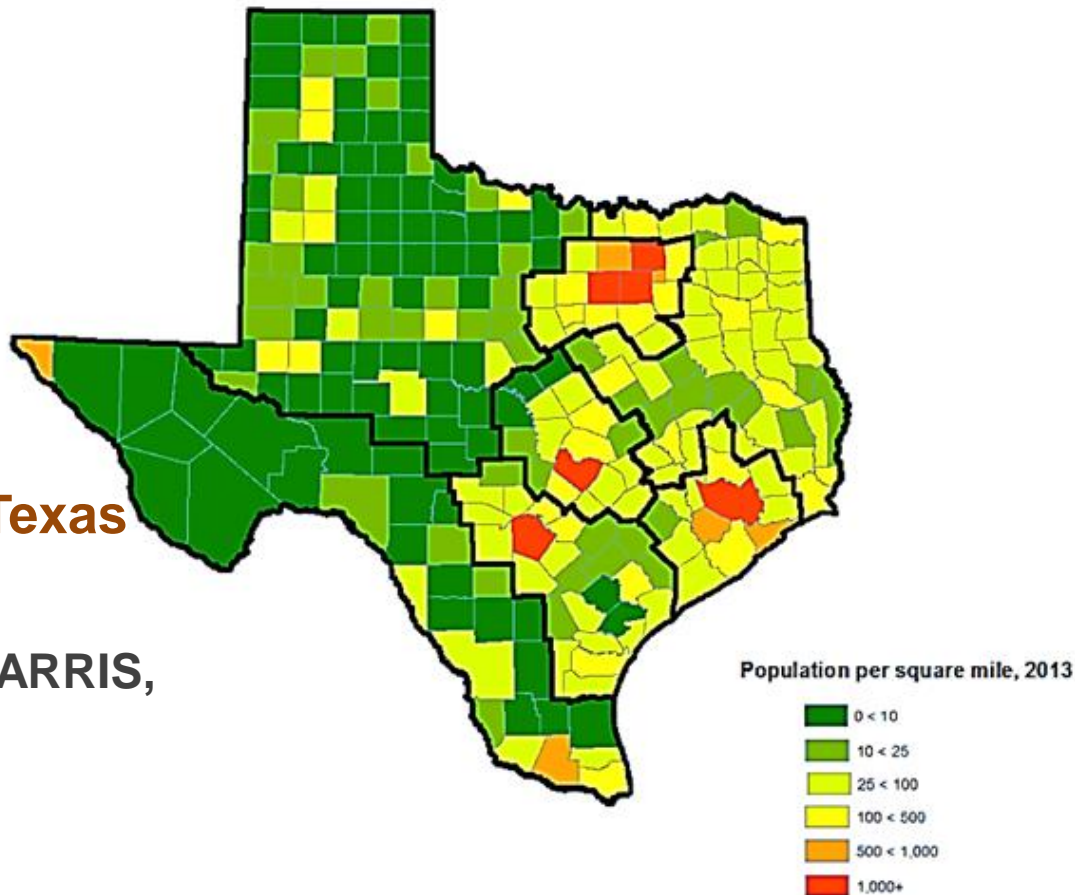 Texas
ARRIS,
Population per square mile, 2013
0 < 10
10 < 25
25 < 100
100 < 500
500 < 1,000
1,000+